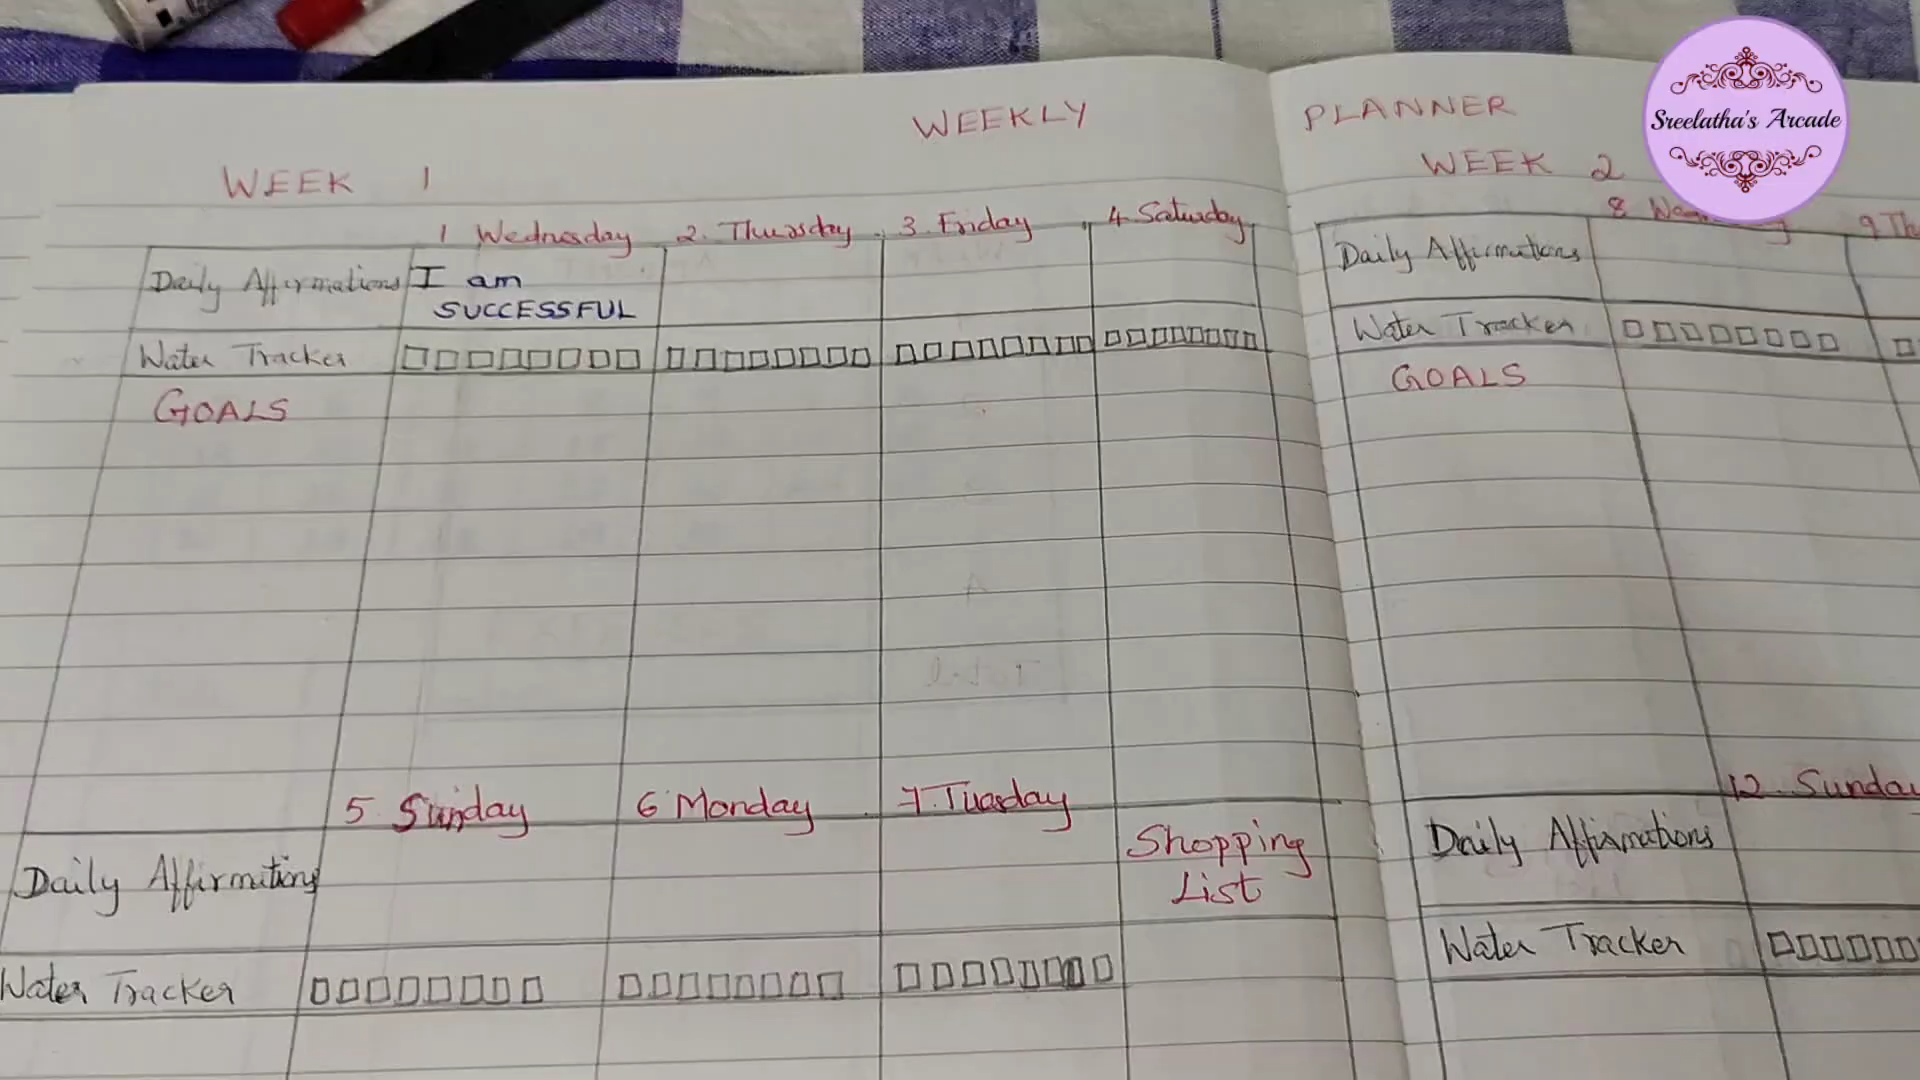 WEEKLY PLANNER
WEEK 1
1 Wednesday 2. Thursday 3. Friday 4. Saturday
Daily Affirmations I am
SUCCESSFUL
Water Tracker
GOALS
5. Sunday 6 Monday 7. Tuesday
Shopping
List
Daily Affirmations
Water Tracker
WEEK 2
8
9
Daily Affirmations
Water Tracker
GOALS
12. Sunday
Daily Affirmations
Water Tracker
Sreelatha's Arcade